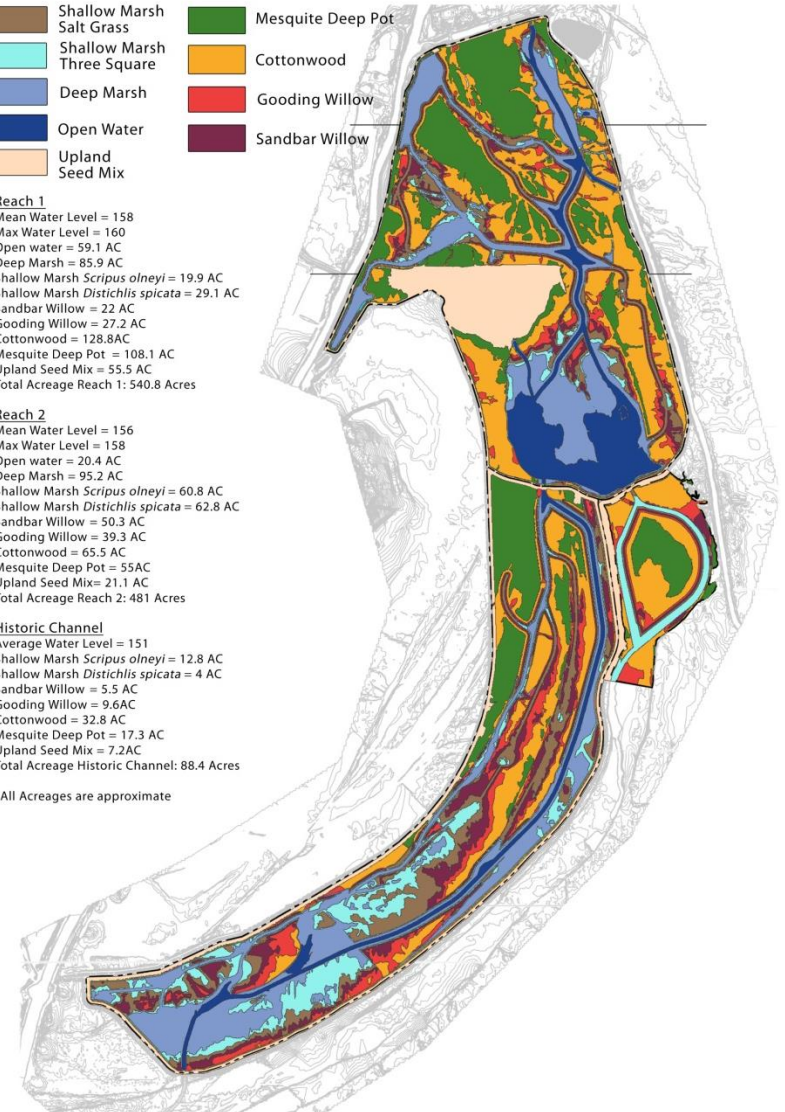 Shallow Marsh
Salt Grass
Shallow Marsh
Three Square
Deep Marsh
Open Water
Upland
Seed Mix
Mesquite Deep Pot
Cottonwood
Gooding Willow
Sandbar Willow
Reach 1
Mean Water Level = 158
Max Water Level = 160
Open water = 59.1 AC
Deep Marsh = 85.9 AC
Shallow Marsh Scripus olneyi = 19.9 AC
Shallow Marsh Distichlis spicata = 29.1 AC
Sandbar Willow = 22 AC
Gooding Willow = 27.2 AC
Cottonwood = 128.8AC
Mesquite Deep Pot = 108.1 AC
Upland Seed Mix = 55.5 AC
Total Acreage Reach 1: 540.8 Acres
Reach 2
Mean Water Level = 156
Max Water Level = 158
Open water = 20.4 AC
Deep Marsh = 95.2 AC
Shallow Marsh Scripus olneyi = 60.8 AC
Shallow Marsh Distichlis spicata = 62.8 AC
Sandbar Willow = 50.3 AC
Gooding Willow = 39.3 AC
Cottonwood = 65.5 AC
Mesquite Deep Pot = 55AC
Upland Seed Mix= 21.1 AC
Total Acreage Reach 2: 481 Acres
Historic Channel
Average Water Level = 151
Shallow Marsh Scripus olneyi = 12.8 AC
Shallow Marsh Distichlis spicata = 4 AC
Sandbar Willow = 5.5 AC
Gooding Willow = 9.6AC
Cottonwood = 32.8 AC
Mesquite Deep Pot = 17.3 AC
Upland Seed Mix = 7.2AC
Total Acreage Historic Channel: 88.4 Acres
All Acreages are approximate